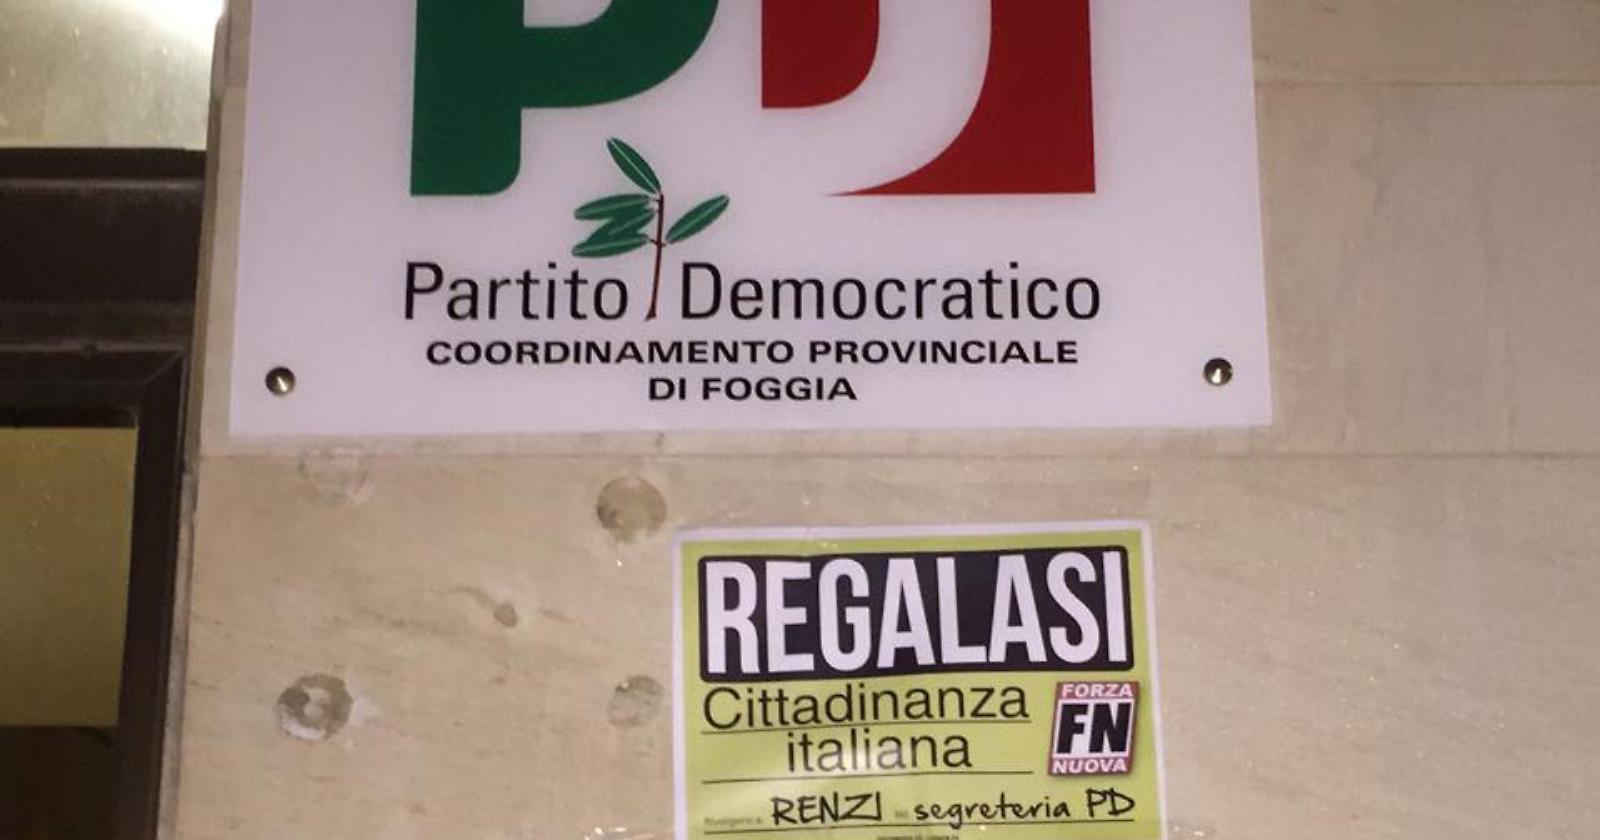 PD
Partito Democratico
COORDINAMENTO PROVINCIALE
DI FOGGIA
REGALASI
Cittadinanza
italiana
FORZA
FN
NUOVA
RENZI segreteria PD